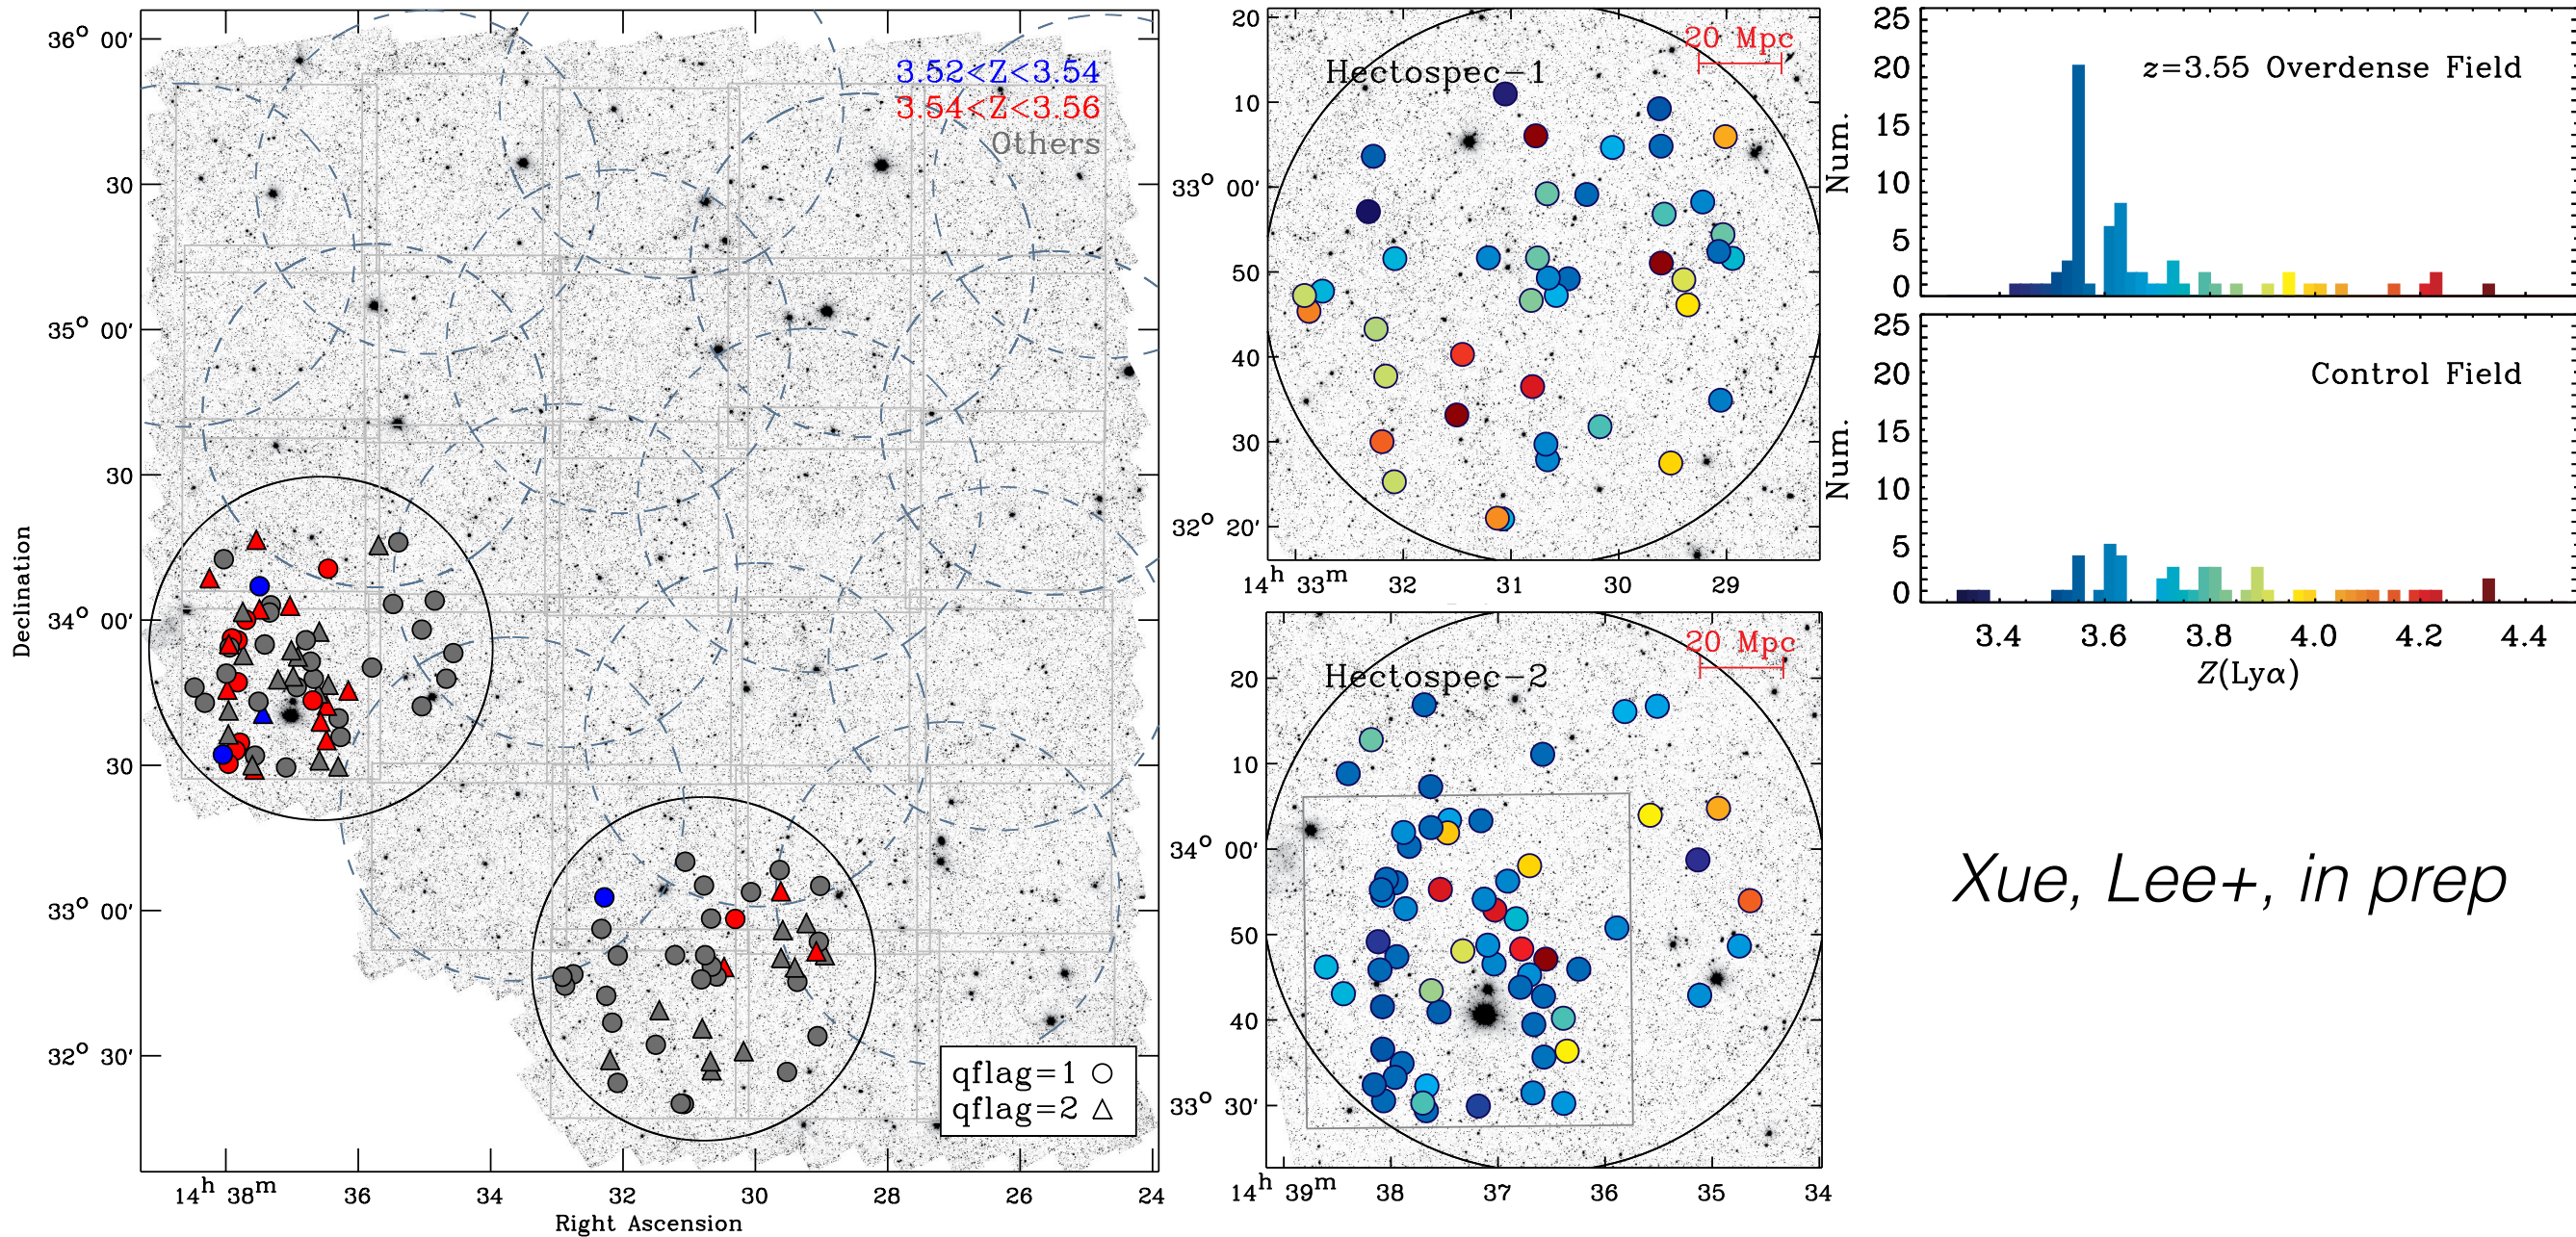 36° 00′
30
35° 00′
30
34° 00′
30
33° 00′
32° 30′
Declination
3.52<Z<3.54
3.54<Z<3.56
Others
qflag=1
qflag=2
14h 38m 36 34 32 30 28 26 24
Right Ascension
20
10
33° 00′
50
40
30
32° 20′
Hectospec-1
20 Mpc
14h 33m 32 31 30 29
20
10
34° 00′
50
40
33° 30′
Hectospec-2
20 Mpc
14h 39m 38 37 36 35 34
25
20
15
10
5
0
Num.
z=3.55 Overdense Field
25
20
15
10
5
0
Num.
Control Field
3.4 3.6 3.8 4.0 4.2 4.4
Z(Lyα)
Xue, Lee+, in prep